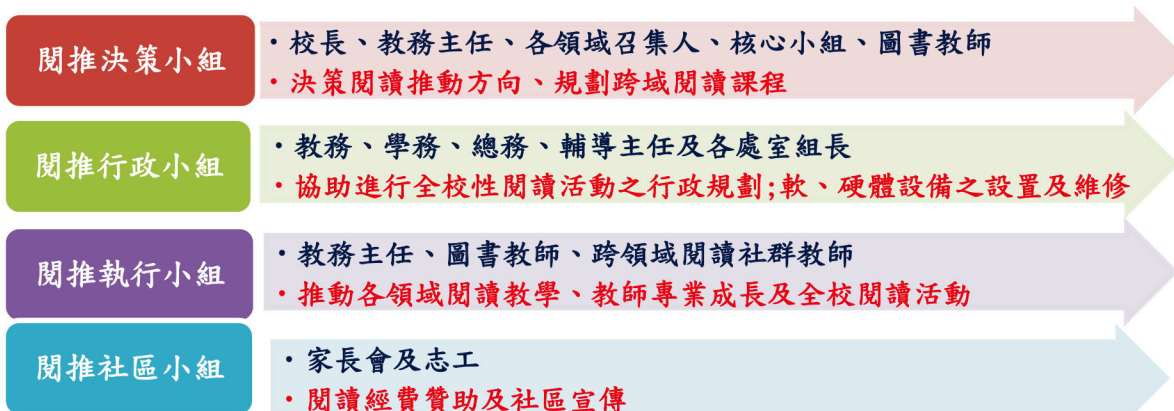 閱推決策小組
・校長、教務主任、各領域召集人、核心小組、圖書教師
・決策閱讀推動方向、規劃跨域閱讀課程
閱推行政小組
・教務、學務、總務、輔導主任及各處室組長
・協助進行全校性閱讀活動之行政規劃;軟、硬體設備之設置及維修
閱推執行小組
・教務主任、圖書教師、跨領域閱讀社群教師
・推動各領域閱讀教學、教師專業成長及全校閱讀活動
閱推社區小組
・家長會及志工
・閱讀經費贊助及社區宣傳